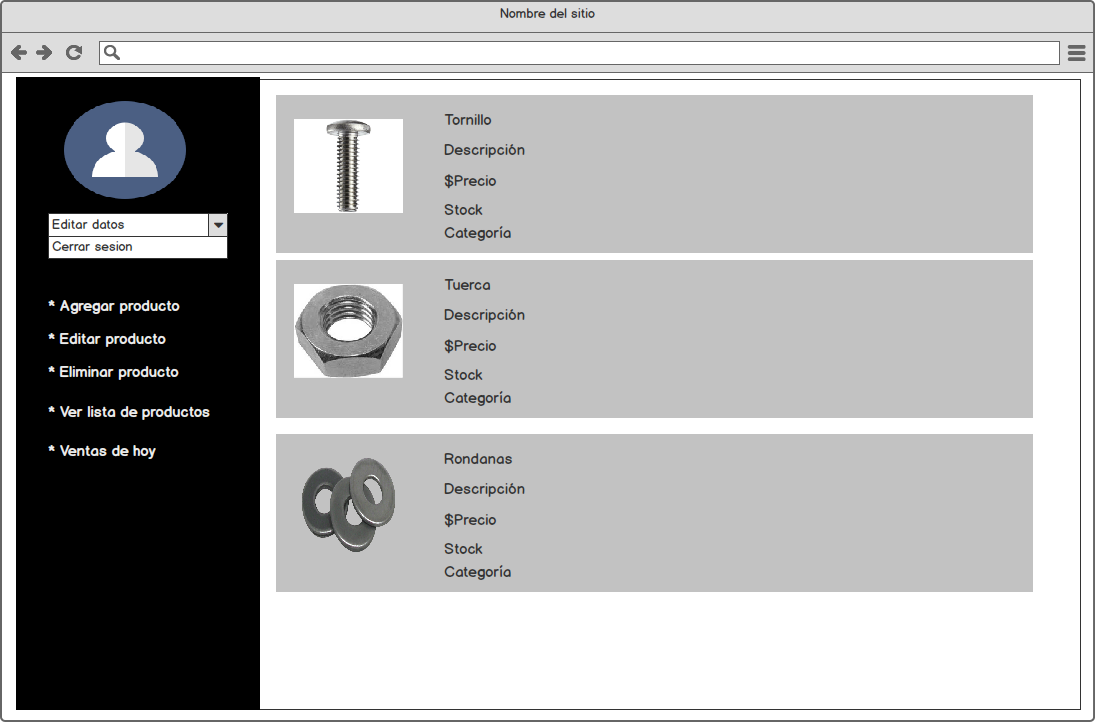 Nombre del sitio
Editar datos
Cerrar sesion
* Agregar producto
* Editar producto
* Eliminar producto
* Ver lista de productos
* Ventas de hoy
Tornillo
Descripción
$Precio
Stock
Categoría
Tuerca
Descripción
$Precio
Stock
Categoría
Rondanas
Descripción
$Precio
Stock
Categoría